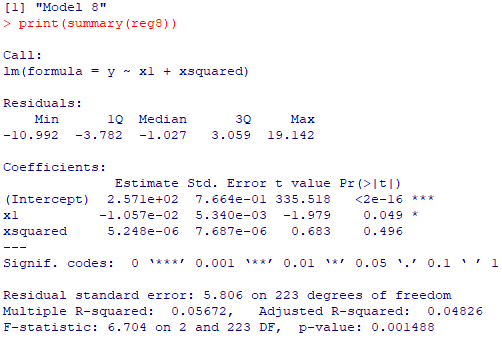 [1] "Model 8"
> print(summary(reg8))
Call:
lm(formula = y ~ x1 + xsquared)
Residuals:
Min 1Q Median 3Q Max
-10.992 -3.782 -1.027 3.059 19.142
Coefficients:
Estimate Std. Error t value Pr(>|t|)
(Intercept) 2.571e+02 7.664e-01 335.518 <2e-16 ***
x1 -1.057e-02 5.340e-03 -1.979 0.049 *
xsquared 5.248e-06 7.687e-06 0.683 0.496
---
Signif. codes: 0 ‘***’ 0.001 ‘**’ 0.01 ‘*’ 0.05 ‘.’ 0.1 ‘ ’ 1
Residual standard error: 5.806 on 223 degrees of freedom
Multiple R-squared: 0.05672, Adjusted R-squared: 0.04826
F-statistic: 6.704 on 2 and 223 DF, p-value: 0.001488